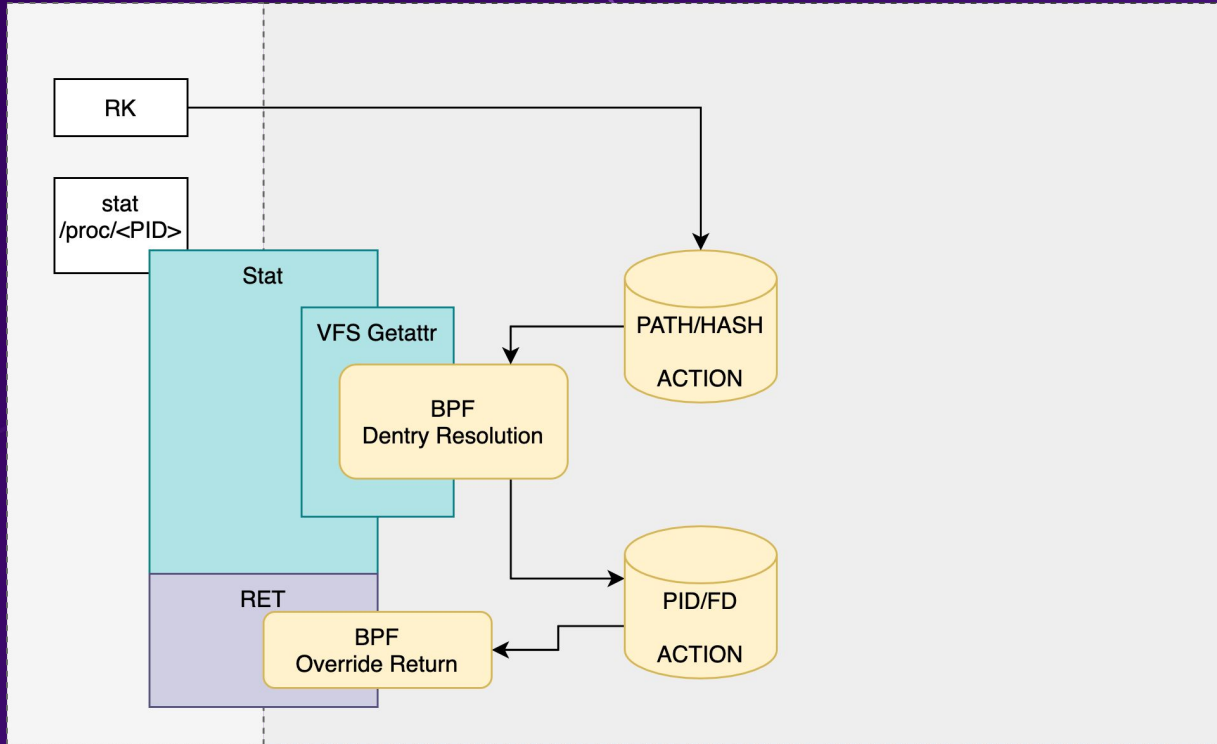 RK
stat
/proc/<PID>
Stat
VFS Getattr
PATH/HASH
ACTION
BPF
Dentry Resolution
RET
PID/FD
ACTION
BPF
Override Return